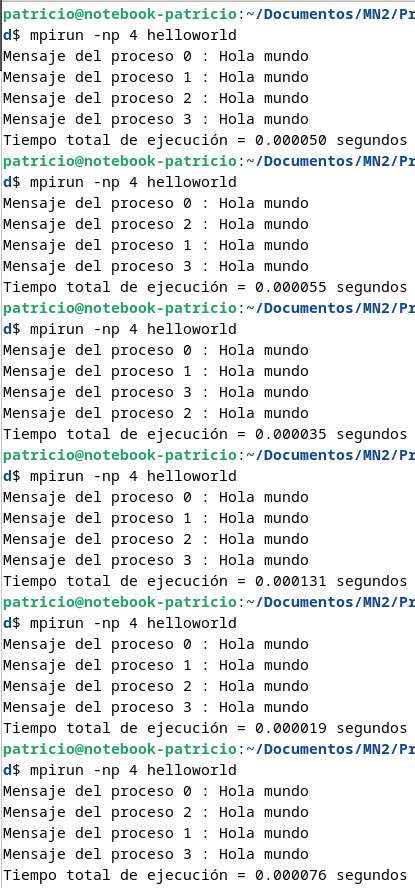 patricio@notebook-patricio:~/Documentos/MN2/Pr
d$ mpirun -np 4 helloworld
Mensaje del proceso 0 : Hola mundo
Mensaje del proceso 1 : Hola mundo
Mensaje del proceso 2 : Hola mundo
Mensaje del proceso 3 : Hola mundo
Tiempo total de ejecución = 0.000050 segundos
patricio@notebook-patricio:~/Documentos/MN2/Pr
d$ mpirun -np 4 helloworld
Mensaje del proceso 0 : Hola mundo
Mensaje del proceso 2 : Hola mundo
Mensaje del proceso 1 : Hola mundo
Mensaje del proceso 3 : Hola mundo
Tiempo total de ejecución = 0.000055 segundos
patricio@notebook-patricio:~/Documentos/MN2/Pr
d$ mpirun -np 4 helloworld
Mensaje del proceso 0 : Hola mundo
Mensaje del proceso 1 : Hola mundo
Mensaje del proceso 3 : Hola mundo
Mensaje del proceso 2 : Hola mundo
Tiempo total de ejecución = 0.000035 segundos
patricio@notebook-patricio:~/Documentos/MN2/Pr
d$ mpirun -np 4 helloworld
Mensaje del proceso 0 : Hola mundo
Mensaje del proceso 1 : Hola mundo
Mensaje del proceso 2 : Hola mundo
Mensaje del proceso 3 : Hola mundo
Tiempo total de ejecución = 0.000131 segundos
patricio@notebook-patricio:~/Documentos/MN2/Pr
d$ mpirun -np 4 helloworld
Mensaje del proceso 0 : Hola mundo
Mensaje del proceso 1 : Hola mundo
Mensaje del proceso 2 : Hola mundo
Mensaje del proceso 3 : Hola mundo
Tiempo total de ejecución = 0.000019 segundos
patricio@notebook-patricio:~/Documentos/MN2/Pr
d$ mpirun -np 4 helloworld
Mensaje del proceso 0 : Hola mundo
Mensaje del proceso 2 : Hola mundo
Mensaje del proceso 1 : Hola mundo
Mensaje del proceso 3 : Hola mundo
Tiempo total de ejecución = 0.000076 segundos